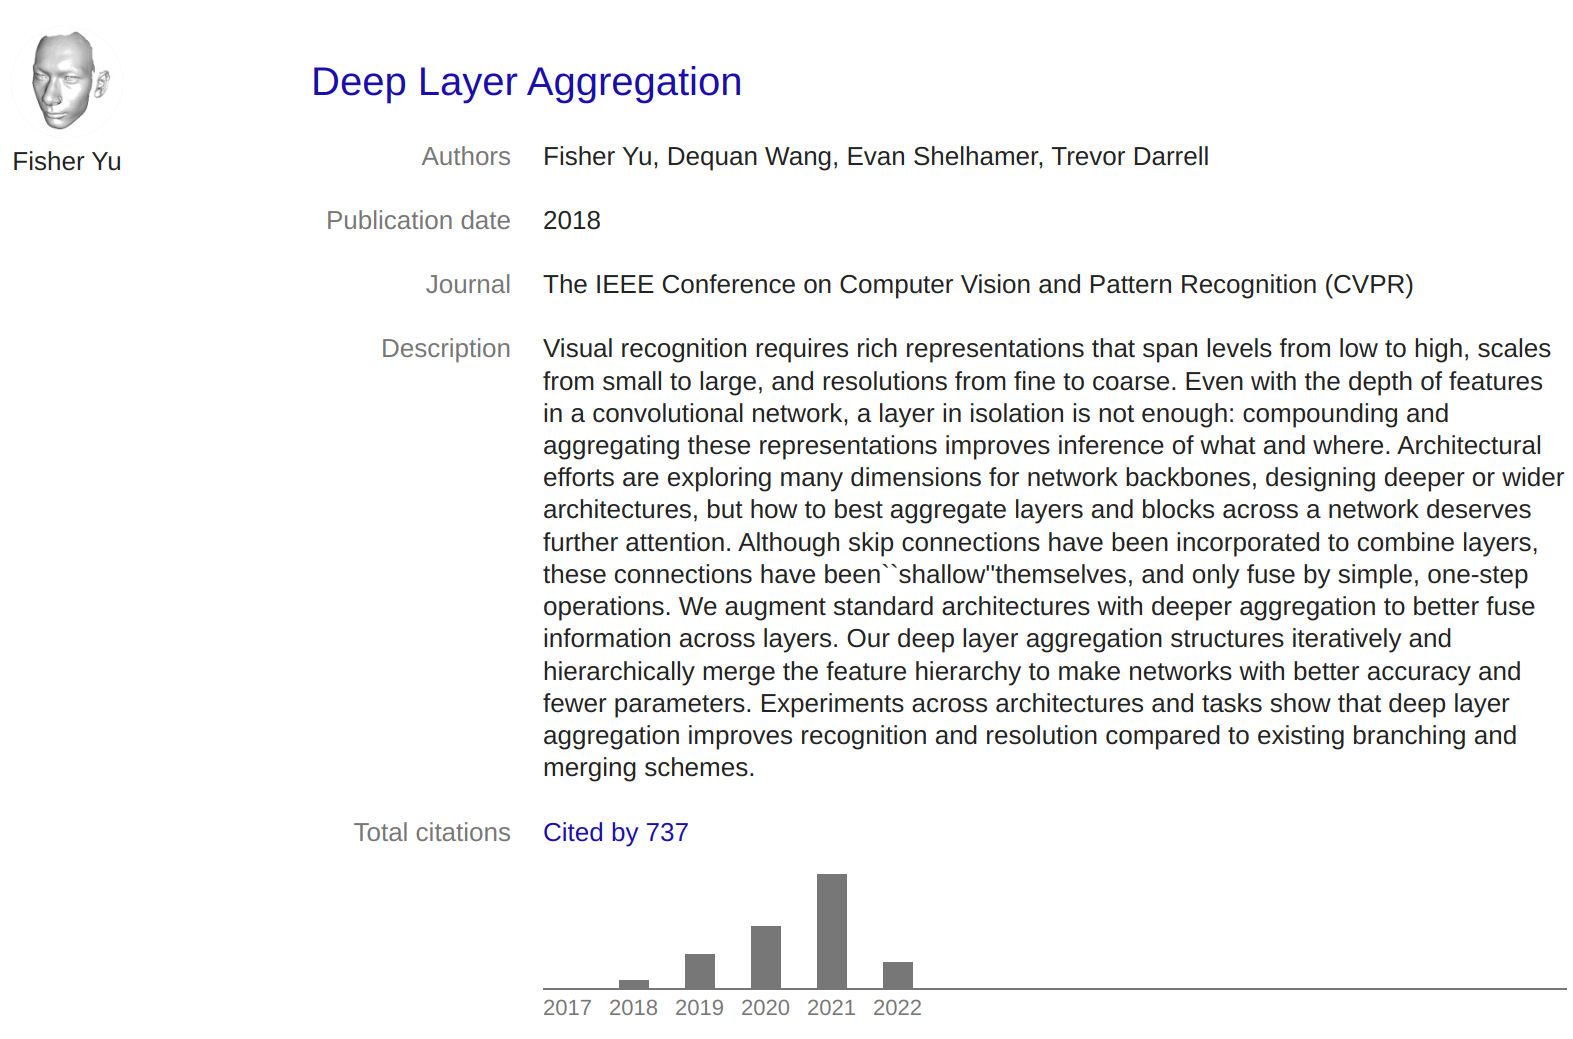 Deep Layer Aggregation
Fisher Yu
Authors Fisher Yu, Dequan Wang, Evan Shelhamer, Trevor Darrell
Publication date 2018
Journal The IEEE Conference on Computer Vision and Pattern Recognition (CVPR)
Description Visual recognition requires rich representations that span levels from low to high, scales
from small to large, and resolutions from fine to coarse. Even with the depth of features
in a convolutional network, a layer in isolation is not enough: compounding and
aggregating these representations improves inference of what and where. Architectural
efforts are exploring many dimensions for network backbones, designing deeper or wider
architectures, but how to best aggregate layers and blocks across a network deserves
further attention. Although skip connections have been incorporated to combine layers,
these connections have been``shallow''themselves, and only fuse by simple, one-step
operations. We augment standard architectures with deeper aggregation to better fuse
information across layers. Our deep layer aggregation structures iteratively and
hierarchically merge the feature hierarchy to make networks with better accuracy and
fewer parameters. Experiments across architectures and tasks show that deep layer
aggregation improves recognition and resolution compared to existing branching and
merging schemes.
Total citations Cited by 737
2017 2018 2019 2020 2021 2022